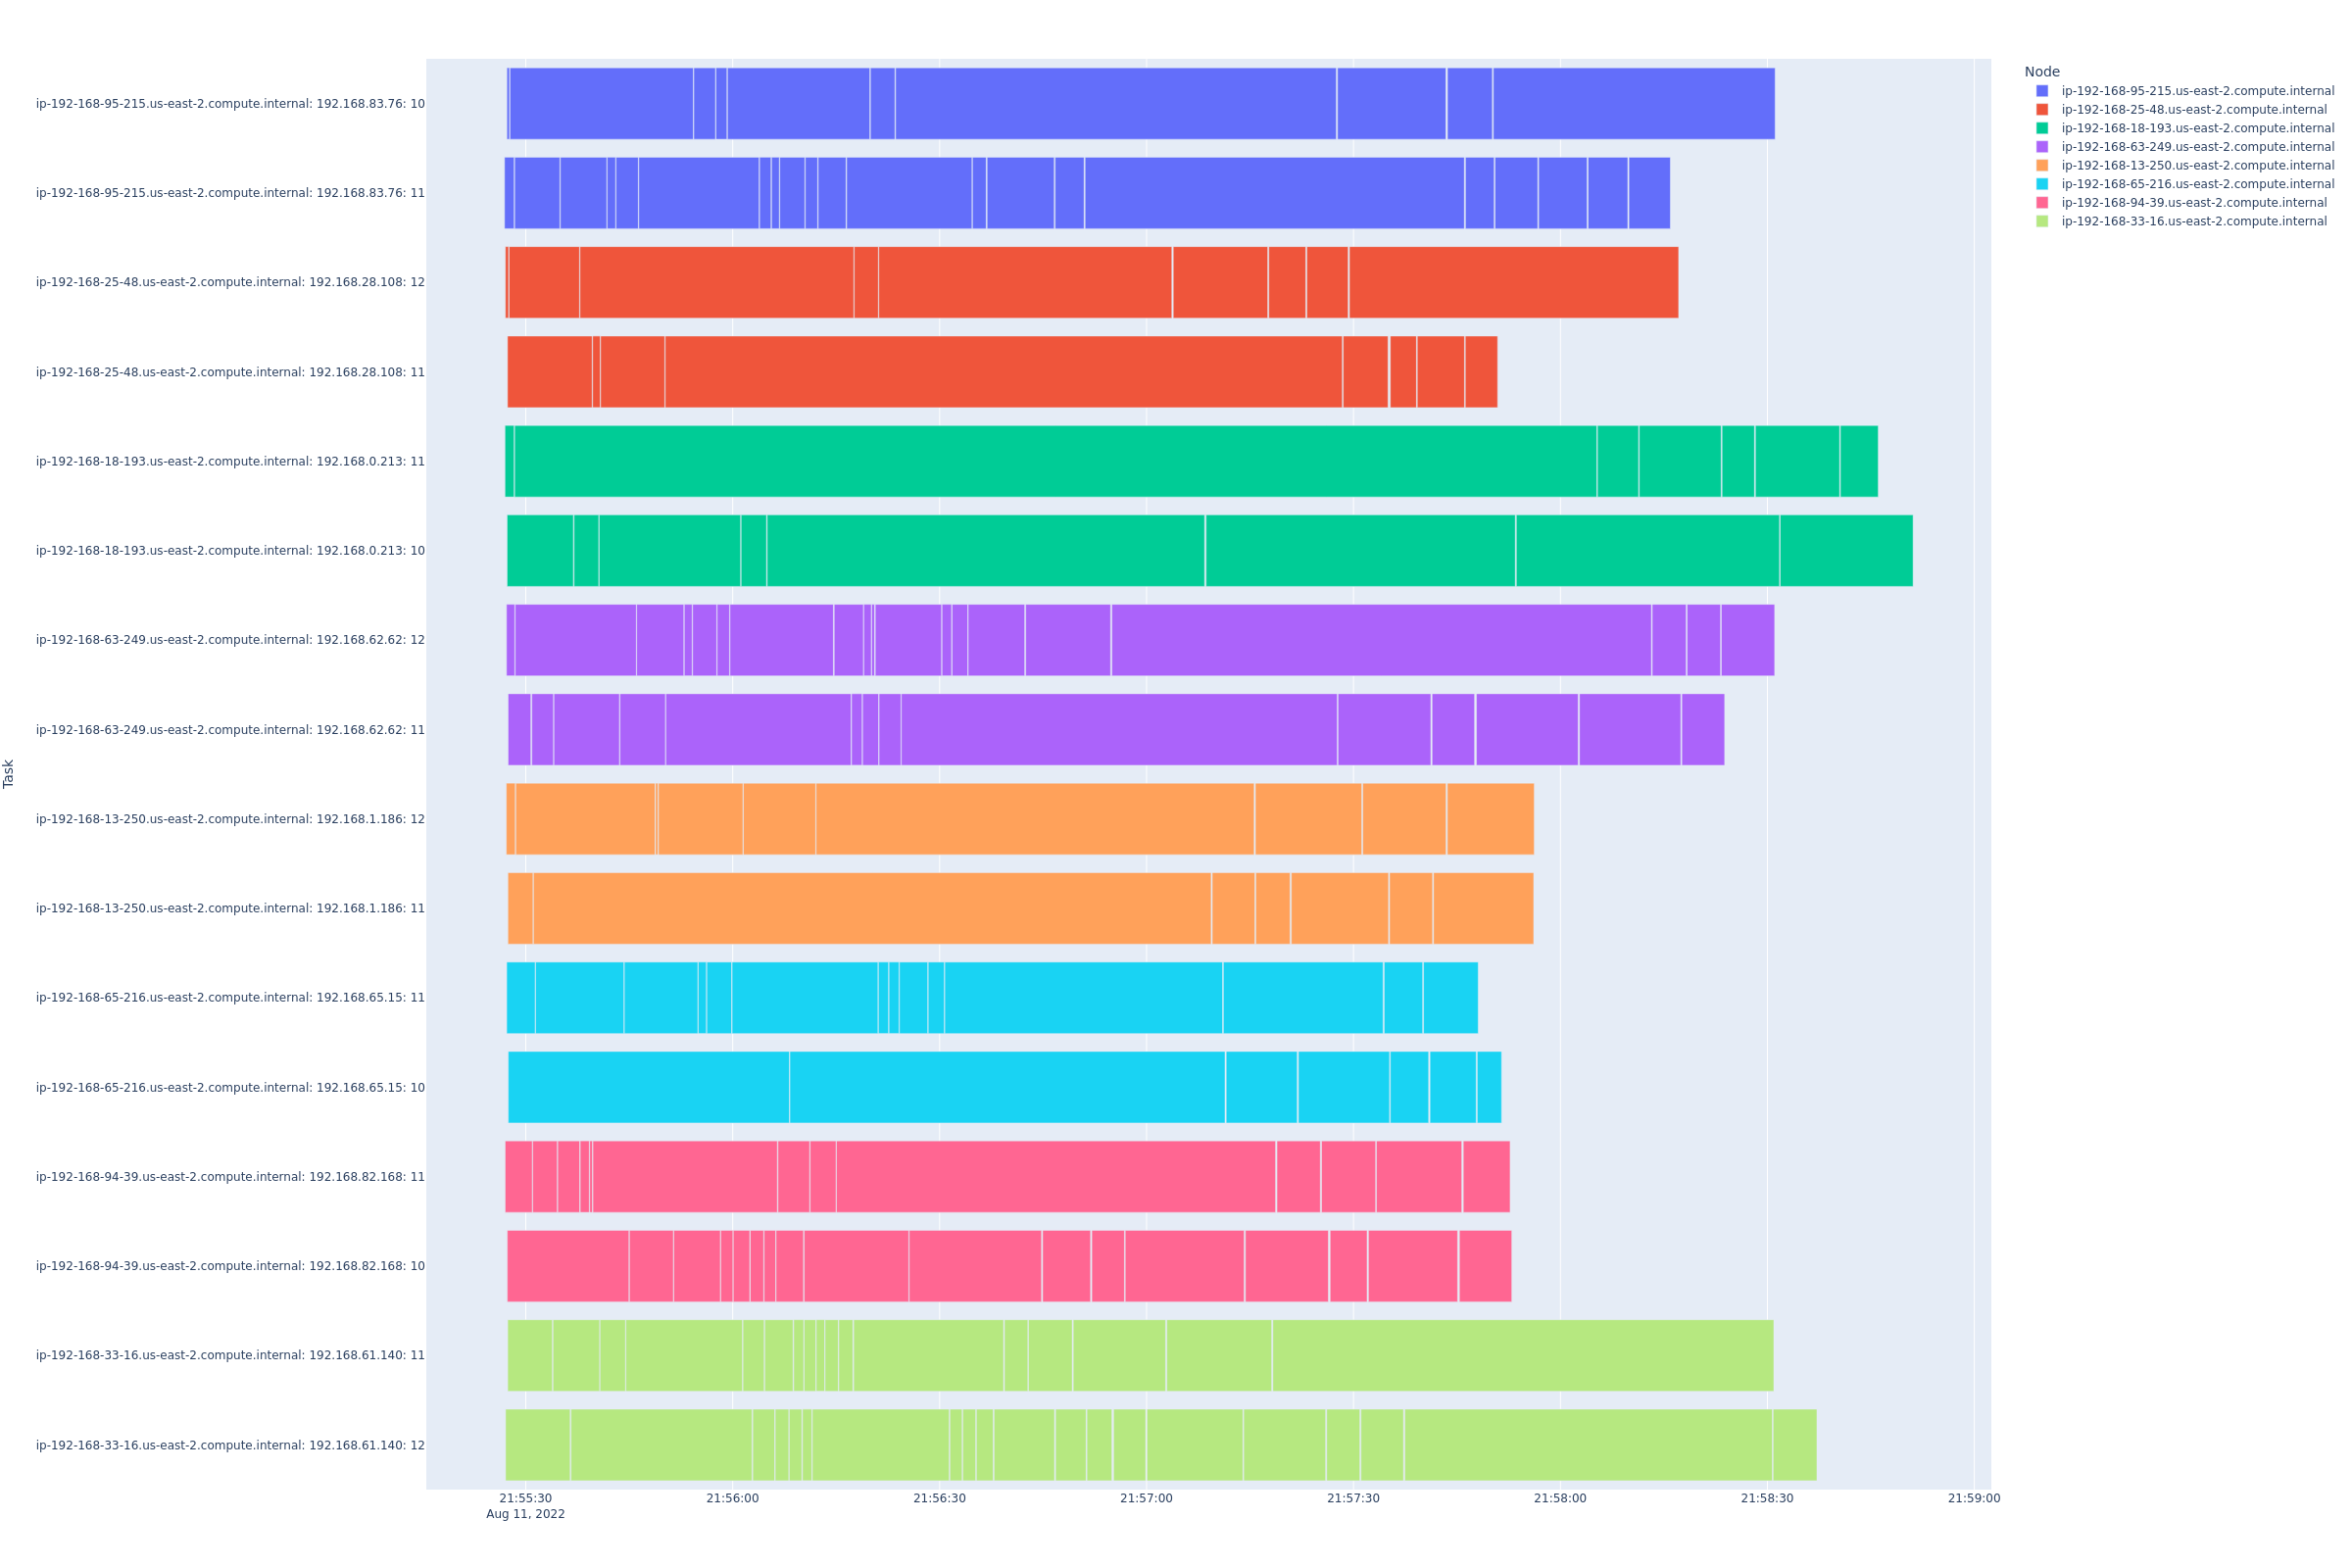 Node
ip-192-168-95-215.us-east-2.compute.internal
ip-192-168-25-48.us-east-2.compute.internal
ip-192-168-18-193.us-east-2.compute.internal
ip-192-168-63-249.us-east-2.compute.internal
ip-192-168-13-250.us-east-2.compute.internal
ip-192-168-65-216.us-east-2.compute.internal
ip-192-168-94-39.us-east-2.compute.internal
ip-192-168-33-16.us-east-2.compute.internal
ip-192-168-95-215.us-east-2.compute.internal: 192.168.83.76: 10
ip-192-168-95-215.us-east-2.compute.internal: 192.168.83.76: 11
ip-192-168-25-48.us-east-2.compute.internal: 192.168.28.108: 12
ip-192-168-25-48.us-east-2.compute.internal: 192.168.28.108: 11
ip-192-168-18-193.us-east-2.compute.internal: 192.168.0.213: 11
ip-192-168-18-193.us-east-2.compute.internal: 192.168.0.213: 10
ip-192-168-63-249.us-east-2.compute.internal: 192.168.62.62: 12
ip-192-168-63-249.us-east-2.compute.internal: 192.168.62.62: 11
Task
ip-192-168-13-250.us-east-2.compute.internal: 192.168.1.186: 12
ip-192-168-13-250.us-east-2.compute.internal: 192.168.1.186: 11
ip-192-168-65-216.us-east-2.compute.internal: 192.168.65.15: 11
ip-192-168-65-216.us-east-2.compute.internal: 192.168.65.15: 10
ip-192-168-94-39.us-east-2.compute.internal: 192.168.82.168: 11
ip-192-168-94-39.us-east-2.compute.internal: 192.168.82.168: 10
ip-192-168-33-16.us-east-2.compute.internal: 192.168.61.140: 11
ip-192-168-33-16.us-east-2.compute.internal: 192.168.61.140: 12
21:55:30 21:56:00 21:56:30 21:57:00 21:57:30 21:58:00 21:58:30 21:59:00
Aug 11, 2022